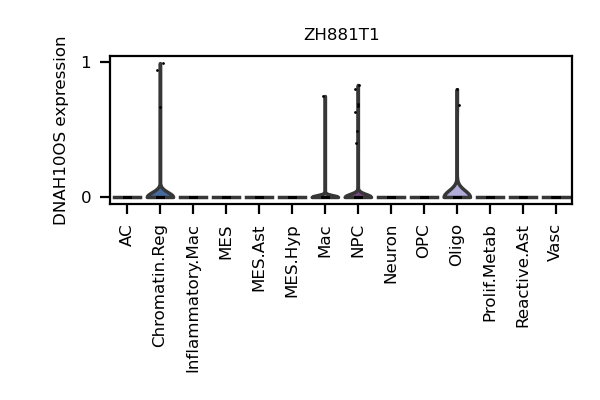 ZH881T1
DNAH10OS expression
1
0
AC
Chromatin.Reg
Inflammatory.Mac
MES
MES.Ast
MES.Hyp
Mac
NPC
Neuron
OPC
Oligo
Prolif.Metab
Reactive.Ast
Vasc